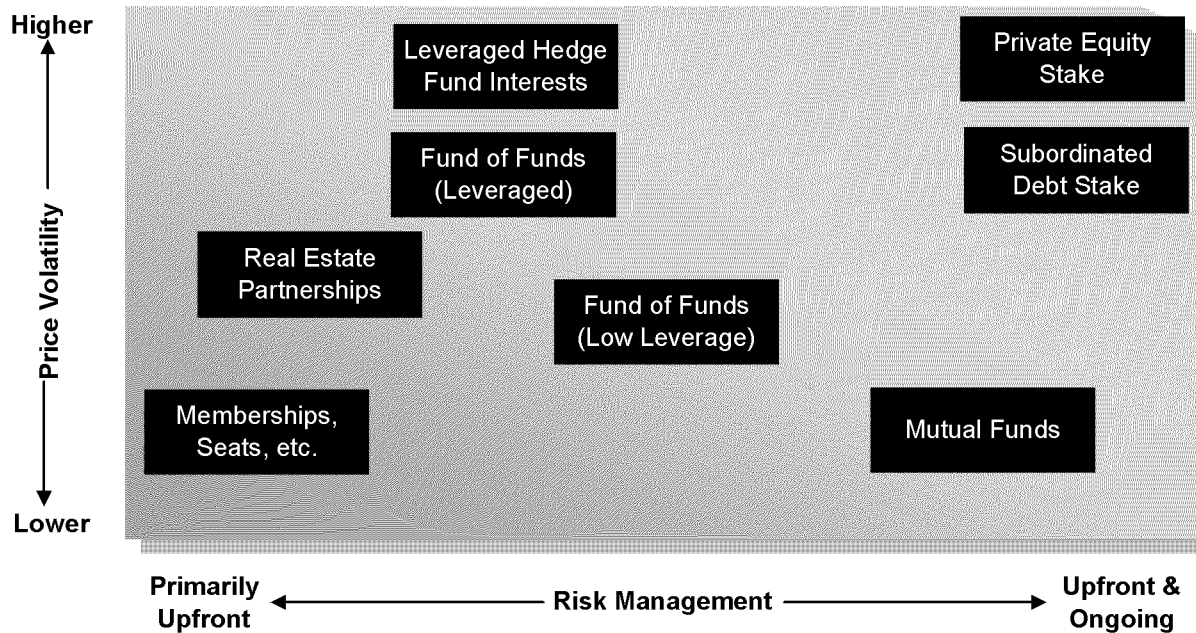 Higher
Leveraged Hedge
Fund Interests
Private Equity
Stake
Fund of Funds
(Leveraged)
Subordinated
Debt Stake
Price Volatility
Real Estate
Partnerships
Fund of Funds
(Low Leverage)
Memberships,
Seats, etc.
Mutual Funds
Lower
Primarily
Upfront
Risk Management
Upfront &
Ongoing